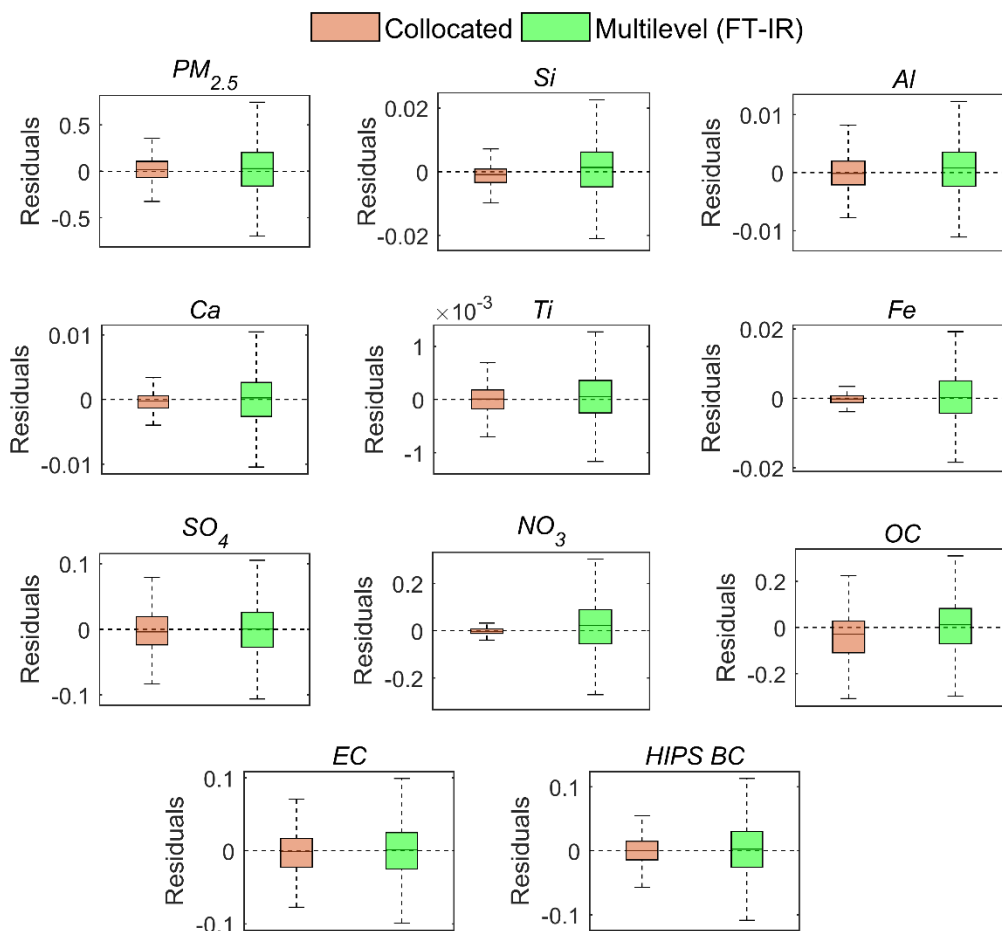 Collocated Multilevel (FT-IR)
PM2.5
Residuals
0.5
0
-0.5
Si
Residuals
0.02
0
-0.02
Al
Residuals
0.01
0
-0.01
Ca
Residuals
0.01
0
-0.01
Ti
×10-3
Residuals
1
0
-1
Fe
Residuals
0.02
0
-0.02
SO4
Residuals
0.1
0
-0.1
NO3
Residuals
0.2
0
-0.2
OC
Residuals
0.2
0
-0.2
EC
Residuals
0.1
0
-0.1
HIPS BC
Residuals
0.1
0
-0.1